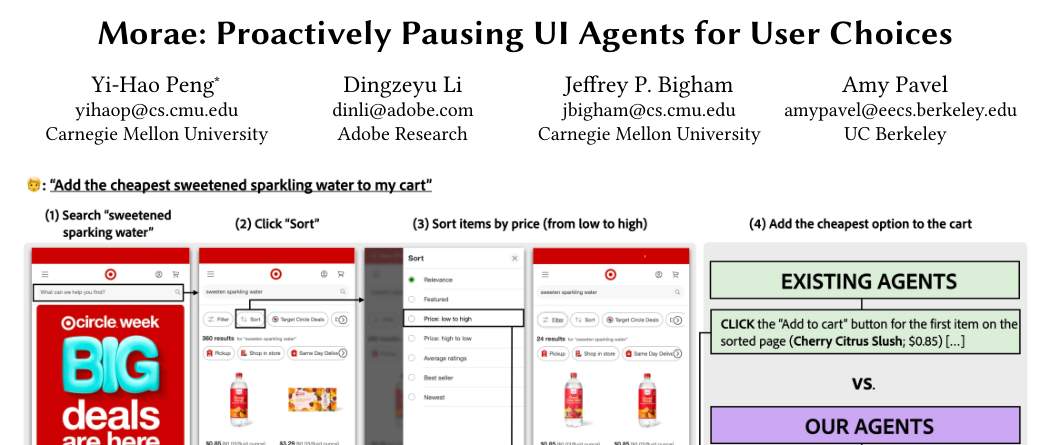 Morae: Proactively Pausing UI Agents for User Choices
Yi-Hao Peng*
yihaop@cs.cmu.edu
Carnegie Mellon University
Dingzeyu Li
dinli@adobe.com
Adobe Research
Jeffrey P. Bigham
jbigham@cs.cmu.edu
Carnegie Mellon University
Amy Pavel
amypavel@eecs.berkeley.edu
UC Berkeley
: "Add the cheapest sweetened sparkling water to my cart"
(1) Search "sweetened
sparking water"
(2) Click "Sort"
(3) Sort items by price (from low to high)
(4) Add the cheapest option to the cart
What can we help you find?
circle week
BIG
deals
are here
sweeten sparkling water
Filter
Sort
Target Circle Deals
360 results for "sweeten sparkling water"
Pickup
Shop in store
Same Day Delive
$0.85
$3.29
Sort
Relevance
Featured
Price: low to high
Price: high to low
Average ratings
Best seller
Newest
sweeten sparkling water
Filter
Sort
Target Circle Deals
24 results for "sweeten sparkling water"
Pickup
Shop in store
Same Day Delive
$0.85
$0.85
EXISTING AGENTS
CLICK the "Add to cart" button for the first item on the
sorted page (Cherry Citrus Slush; $0.85) [...]
VS.
OUR AGENTS